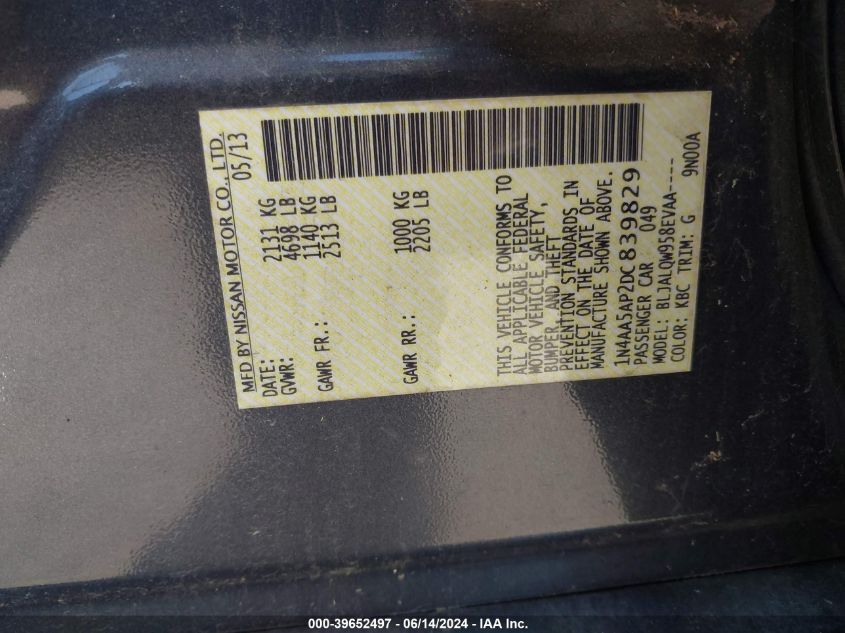 MFD BY NISSAN MOTOR CO., LTD.
DATE: 05/13
GVWR: 2131 KG
4698 LB
GAWR FR.: 1140 KG
2513 LB
GAWR RR.: 1000 KG
2205 LB
THIS VEHICLE CONFORMS TO
ALL APPLICABLE FEDERAL
MOTOR VEHICLE SAFETY,
BUMPER, AND THEFT
PREVENTION STANDARDS IN
EFFECT ON THE DATE OF
MANUFACTURE SHOWN ABOVE.
1N4AA5AP2DC839829
PASSENGER CAR 049
MODEL: BLJALQW958EVAA----
COLOR: KBC TRIM: G 9N00A
000-39652497 - 06/14/2024 - IAA Inc.